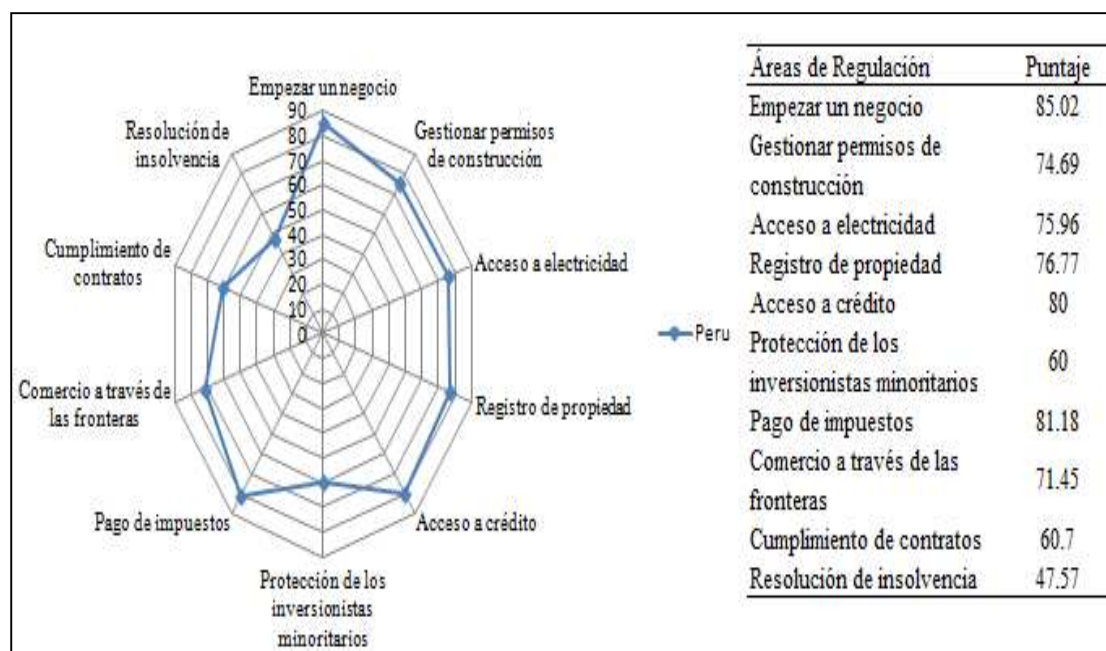 Empezar un negocio
90
80
70
60
50
40
30
20
10
0
Gestionar permisos
de construcción
Acceso a electricidad
Registro de propiedad
Acceso a crédito
Protección de los
inversionistas
minoritarios
Pago de impuestos
Comercio a través de
las fronteras
Cumplimiento de
contratos
Resolución de
insolvencia
Peru
Áreas de Regulación Puntaje
Empezar un negocio 85.02
Gestionar permisos de
construcción 74.69
Acceso a electricidad 75.96
Registro de propiedad 76.77
Acceso a crédito 80
Protección de los
inversionistas minoritarios 60
Pago de impuestos 81.18
Comercio a través de las
fronteras 71.45
Cumplimiento de contratos 60.7
Resolución de insolvencia 47.57